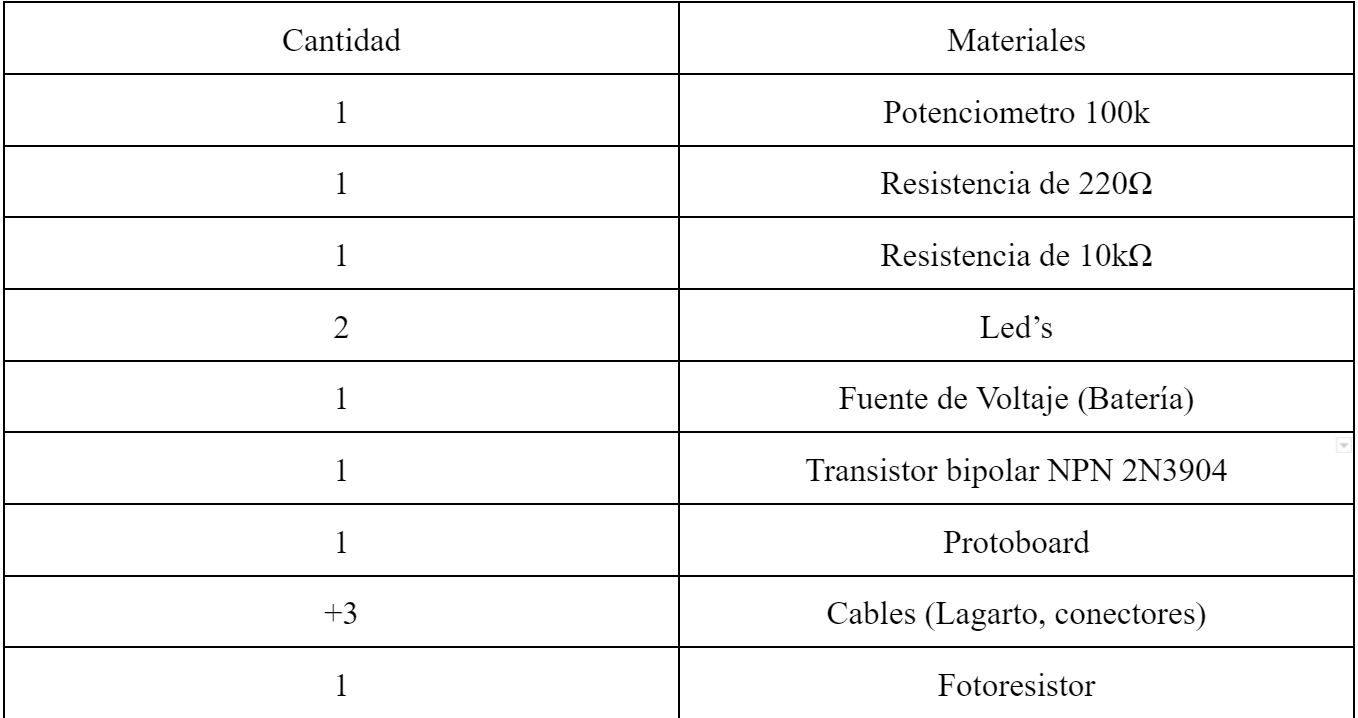 Cantidad Materiales
1 Potenciometro 100k
1 Resistencia de 220Ω
1 Resistencia de 10kΩ
2 Led’s
1 Fuente de Voltaje (Batería)
1 Transistor bipolar NPN 2N3904
1 Protoboard
+3 Cables (Lagarto, conectores)
1 Fotoresistor